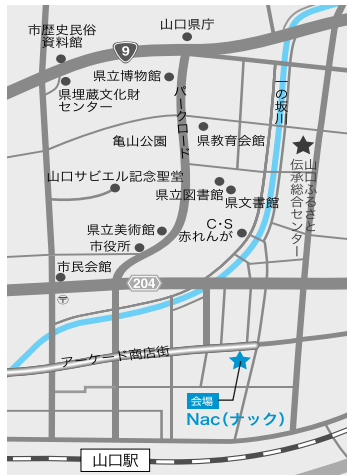 山口県庁
市歴史民俗
資料館
9
県立博物館
県埋蔵文化財
センター
パークロード
一の坂川
亀山公園
県教育会館
山口ふるさと
伝承総合センター
山口サビエル記念聖堂
県立図書館
県文書館
県立美術館
C・S
赤れんが
市役所
市民会館
204
〒
アーケード商店街
会場
Nac(ナック)
山口駅